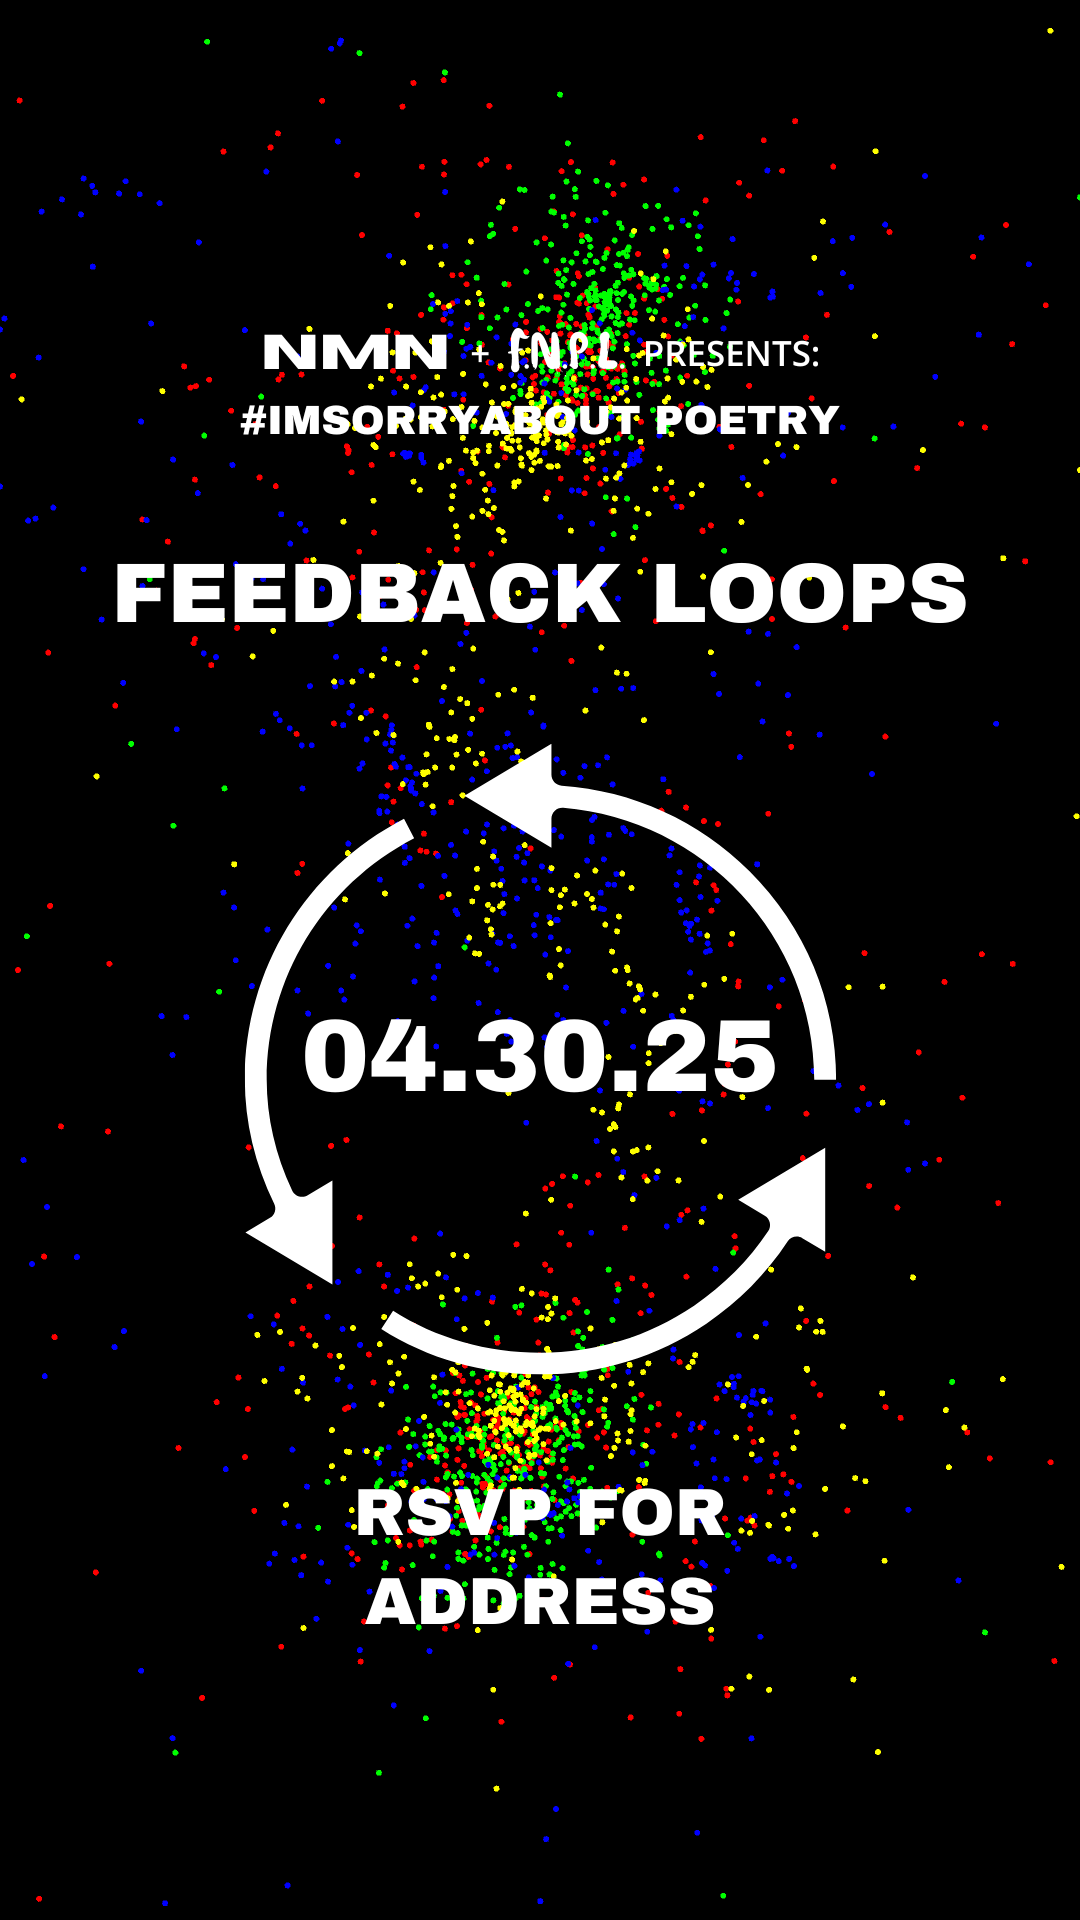 NMN + F.N.P.L. PRESENTS:
#IMSORRYABOUT POETRY
FEEDBACK LOOPS
04.30.25
RSVP FOR
ADDRESS